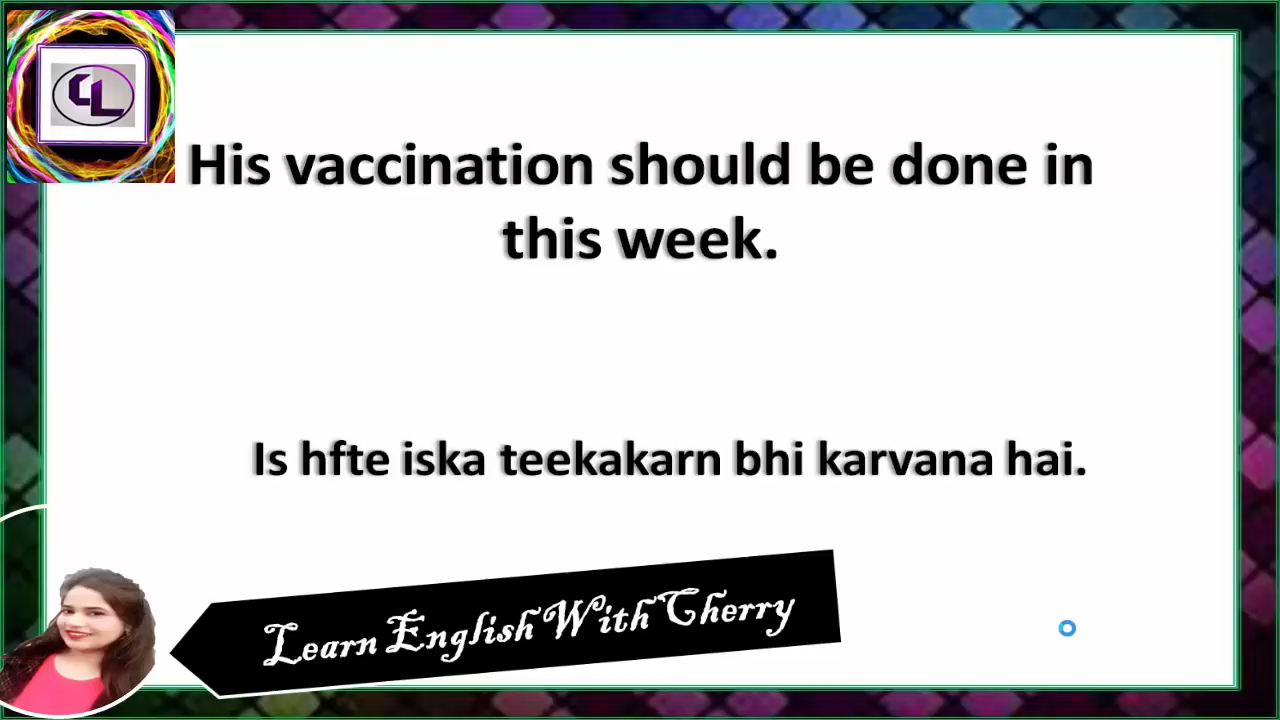 CL
His vaccination should be done in
this week.
Is hfte iska teekakarn bhi karvana hai.
Learn English With Cherry